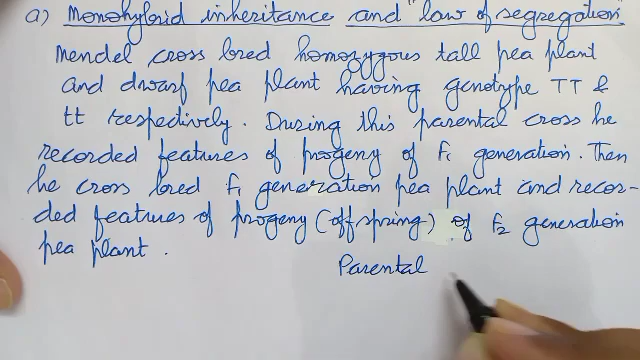 a) Monohybrid inheritance and "law of segregation"
Mendel cross bred homozygous tall pea plant
and dwarf pea plant having genotype TT &
tt respectively. During this parental cross he
recorded features of progeny of F1 generation. Then
he cross bred F1 generation pea plant and recor-
ded features of progeny (offspring) of F2 generation
pea plant.
Parental